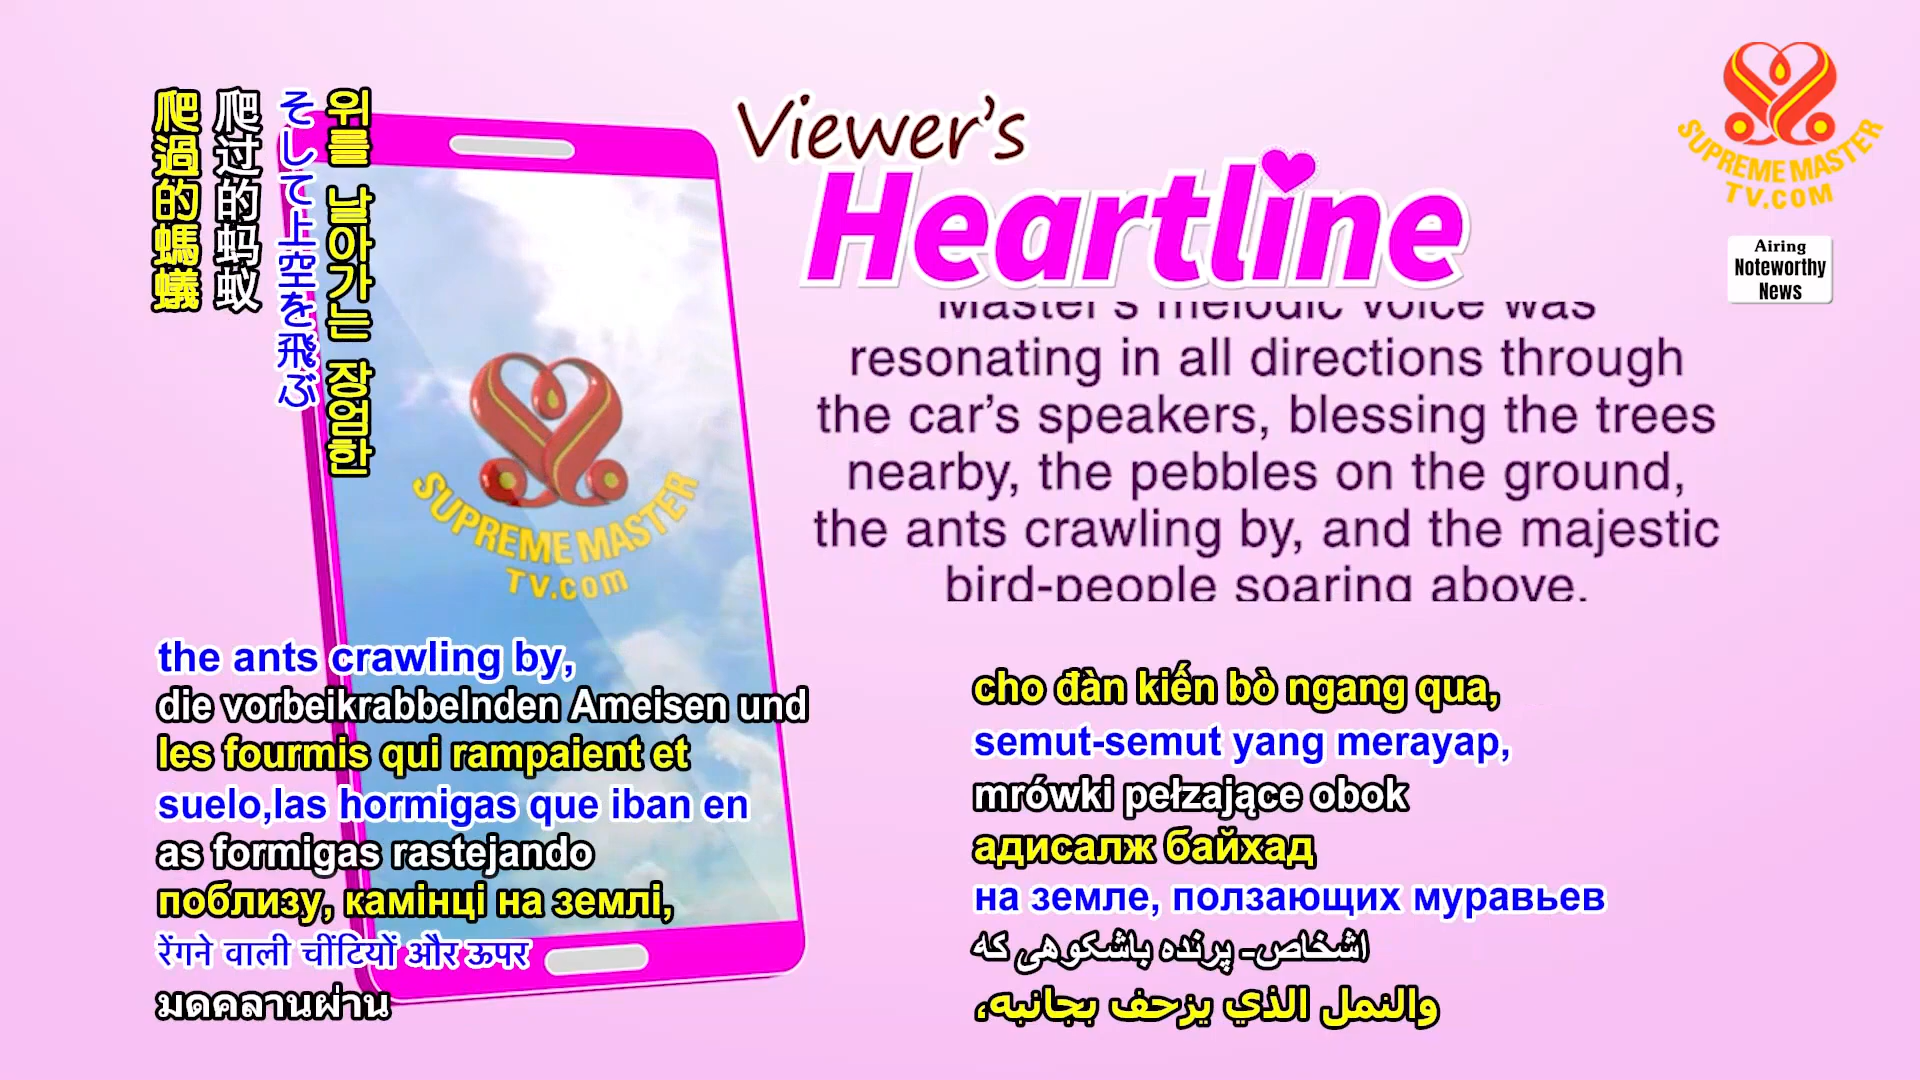 爬過的螞蟻
爬过的蚂蚁
そして上空を飛ぶ
위를 날아가는 장엄한
Viewer's
Heartline
SUPREME MASTER
TV.COM
Airing
Noteworthy
News
Master's melodic voice was
resonating in all directions through
the car's speakers, blessing the trees
nearby, the pebbles on the ground,
the ants crawling by, and the majestic
bird-people soaring above.
SUPREME MASTER
TV.COM
the ants crawling by,
die vorbeikrabbelnden Ameisen und
les fourmis qui rampaient et
suelo,las hormigas que iban en
as formigas rastejando
поблизу, камінці на землі,
रेंगने वाली चींटियों और ऊपर
มดคลานผ่าน
cho đàn kiến bò ngang qua,
semut-semut yang merayap,
mrówki pełzające obok
адисалж байхад
на земле, ползающих муравьев
اشخاص- پرنده باشکوهی که
والنمل الذي يزحف بجانبه،